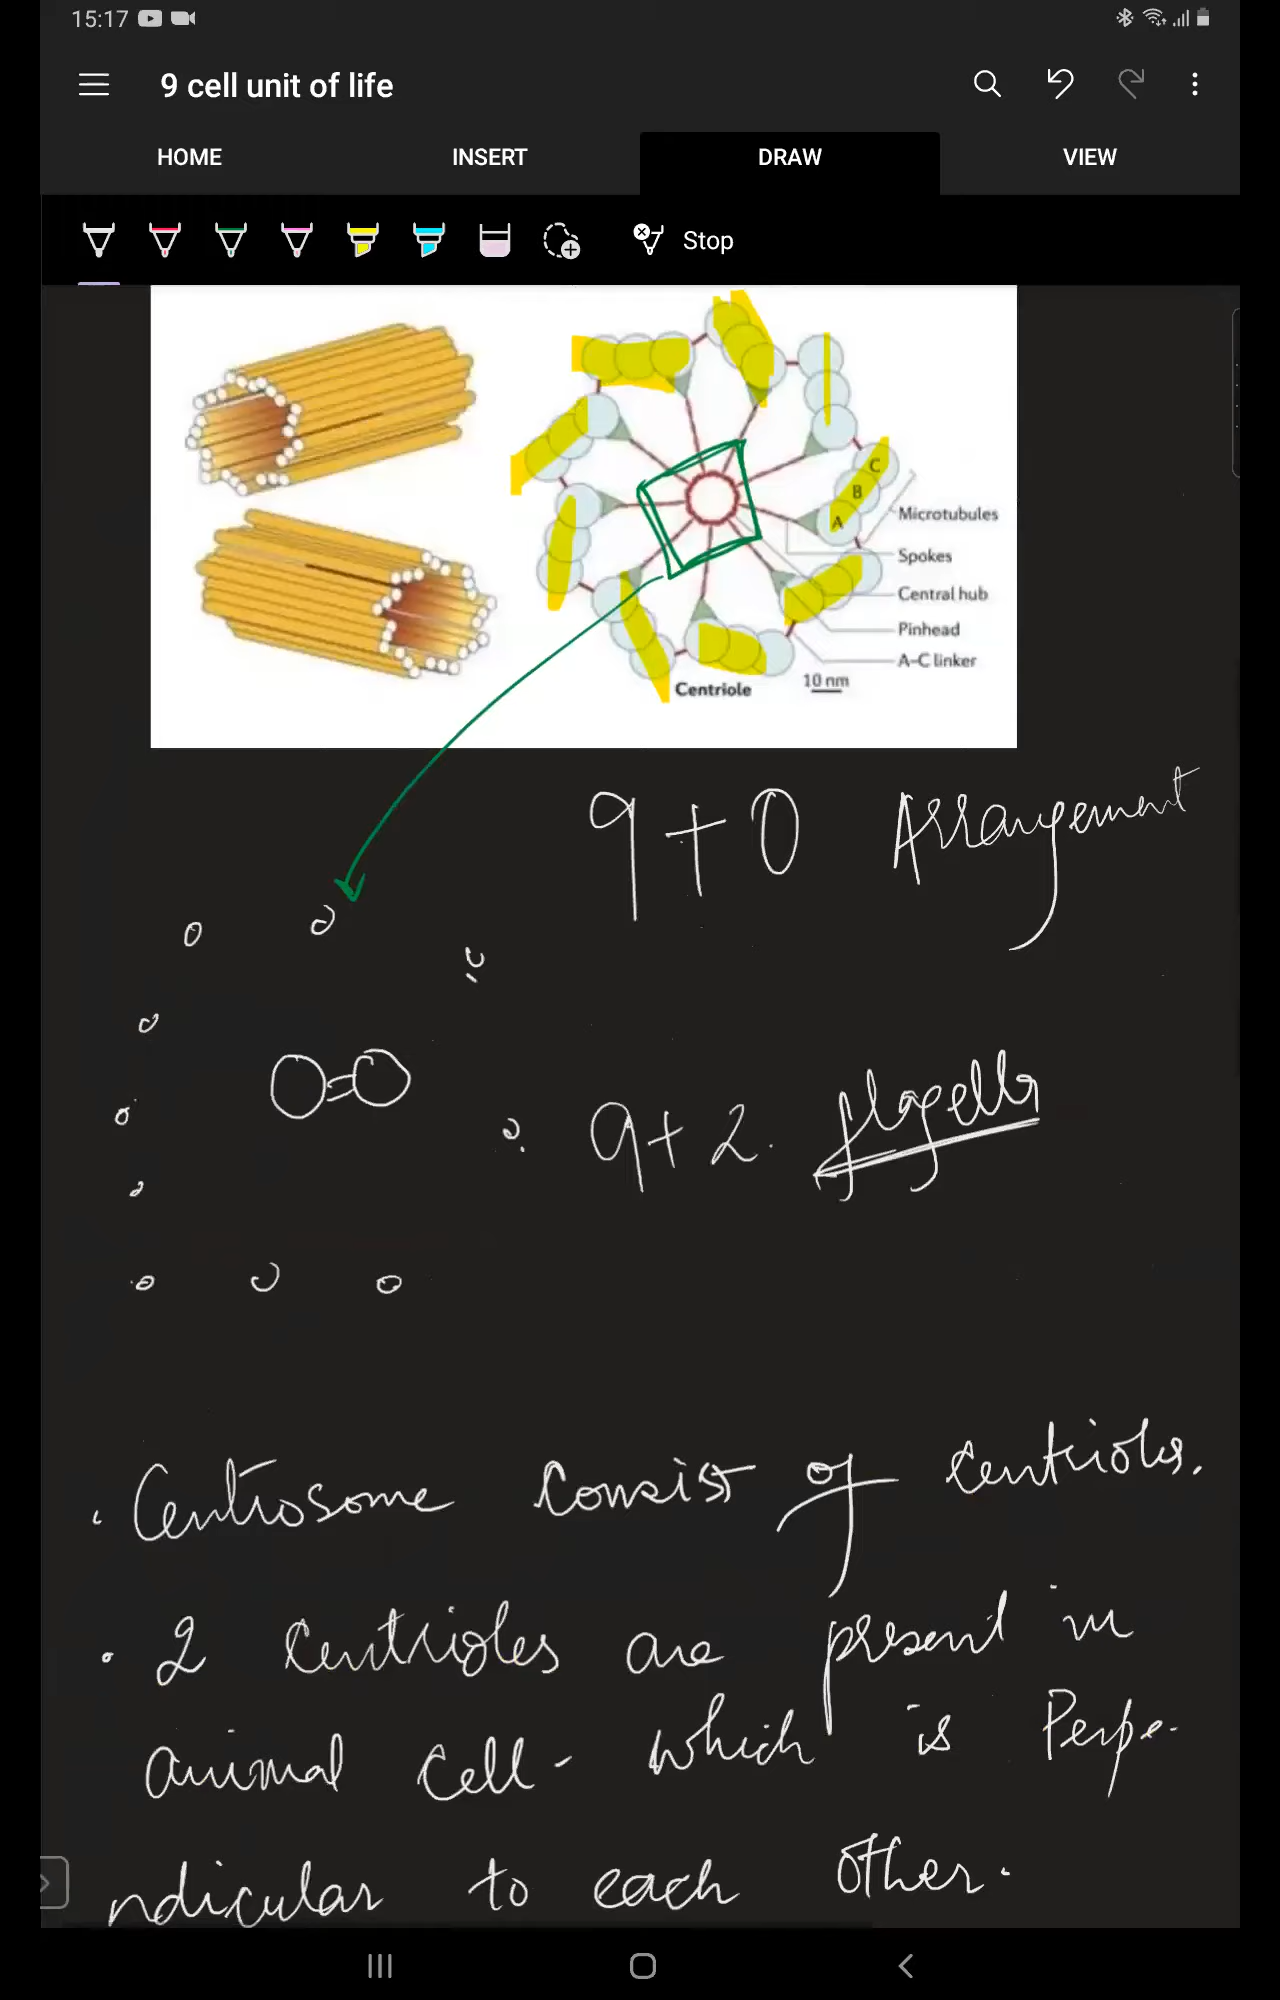 15:17
9 cell unit of life
HOME INSERT DRAW VIEW
Stop
C
B
A
Microtubules
Spokes
Central hub
Pinhead
A-C linker
Centriole 10 nm
9+0 Arrangement
9+2. flagella
. Centrosome consist of centrioles.
. 2 centrioles are present in
animal cell - which is Perpe-
ndicular to each other.